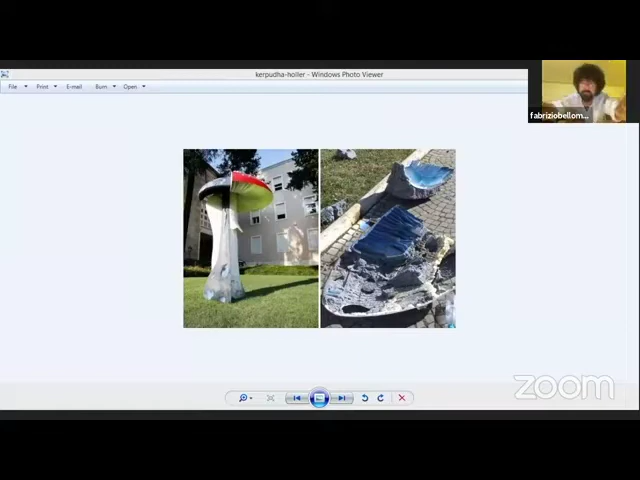 kerpudha-holler - Windows Photo Viewer
File Print E-mail Burn Open
fabriziobellom...
zoom